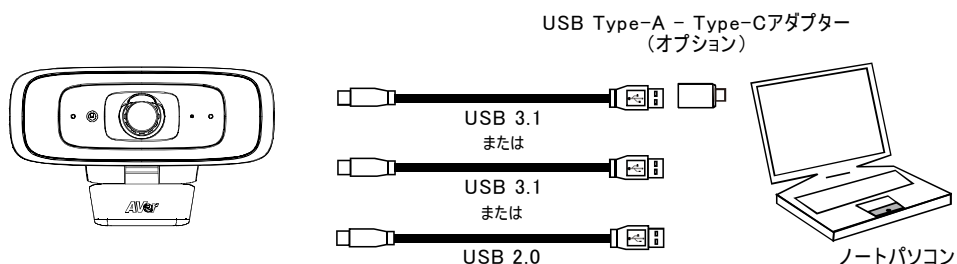 USB Type-A - Type-Cアダプター
（オプション）
USB 3.1
または
USB 3.1
または
USB 2.0
AVer
ノートパソコン